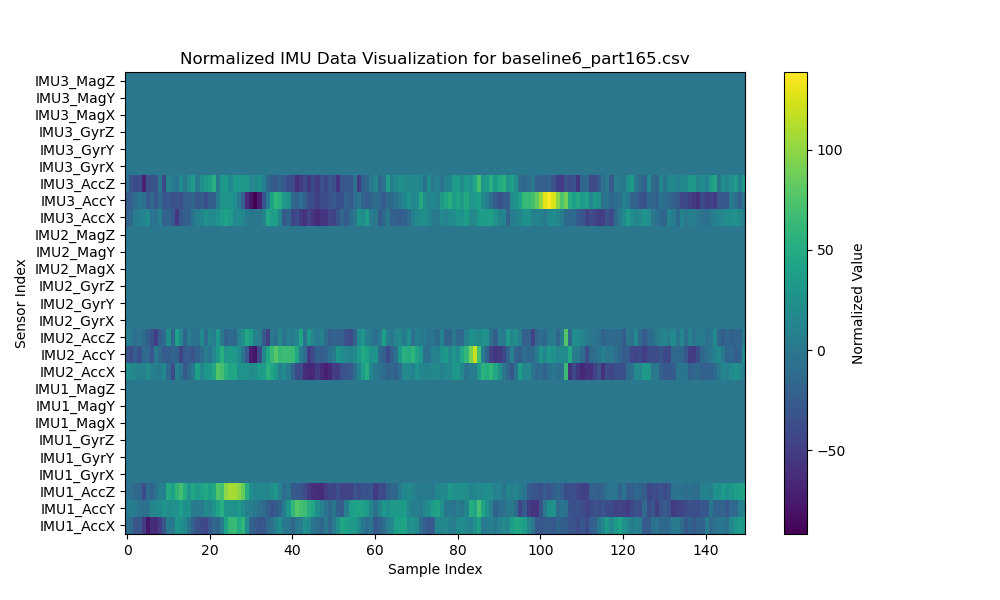 Normalized IMU Data Visualization for baseline6_part165.csv
IMU3_MagZ
IMU3_MagY
IMU3_MagX
IMU3_GyrZ
IMU3_GyrY
IMU3_GyrX
IMU3_AccZ
IMU3_AccY
IMU3_AccX
IMU2_MagZ
IMU2_MagY
IMU2_MagX
IMU2_GyrZ
IMU2_GyrY
IMU2_GyrX
IMU2_AccZ
IMU2_AccY
IMU2_AccX
IMU1_MagZ
IMU1_MagY
IMU1_MagX
IMU1_GyrZ
IMU1_GyrY
IMU1_GyrX
IMU1_AccZ
IMU1_AccY
IMU1_AccX
Sensor Index
0 20 40 60 80 100 120 140
Sample Index
100
50
0
−50
Normalized Value